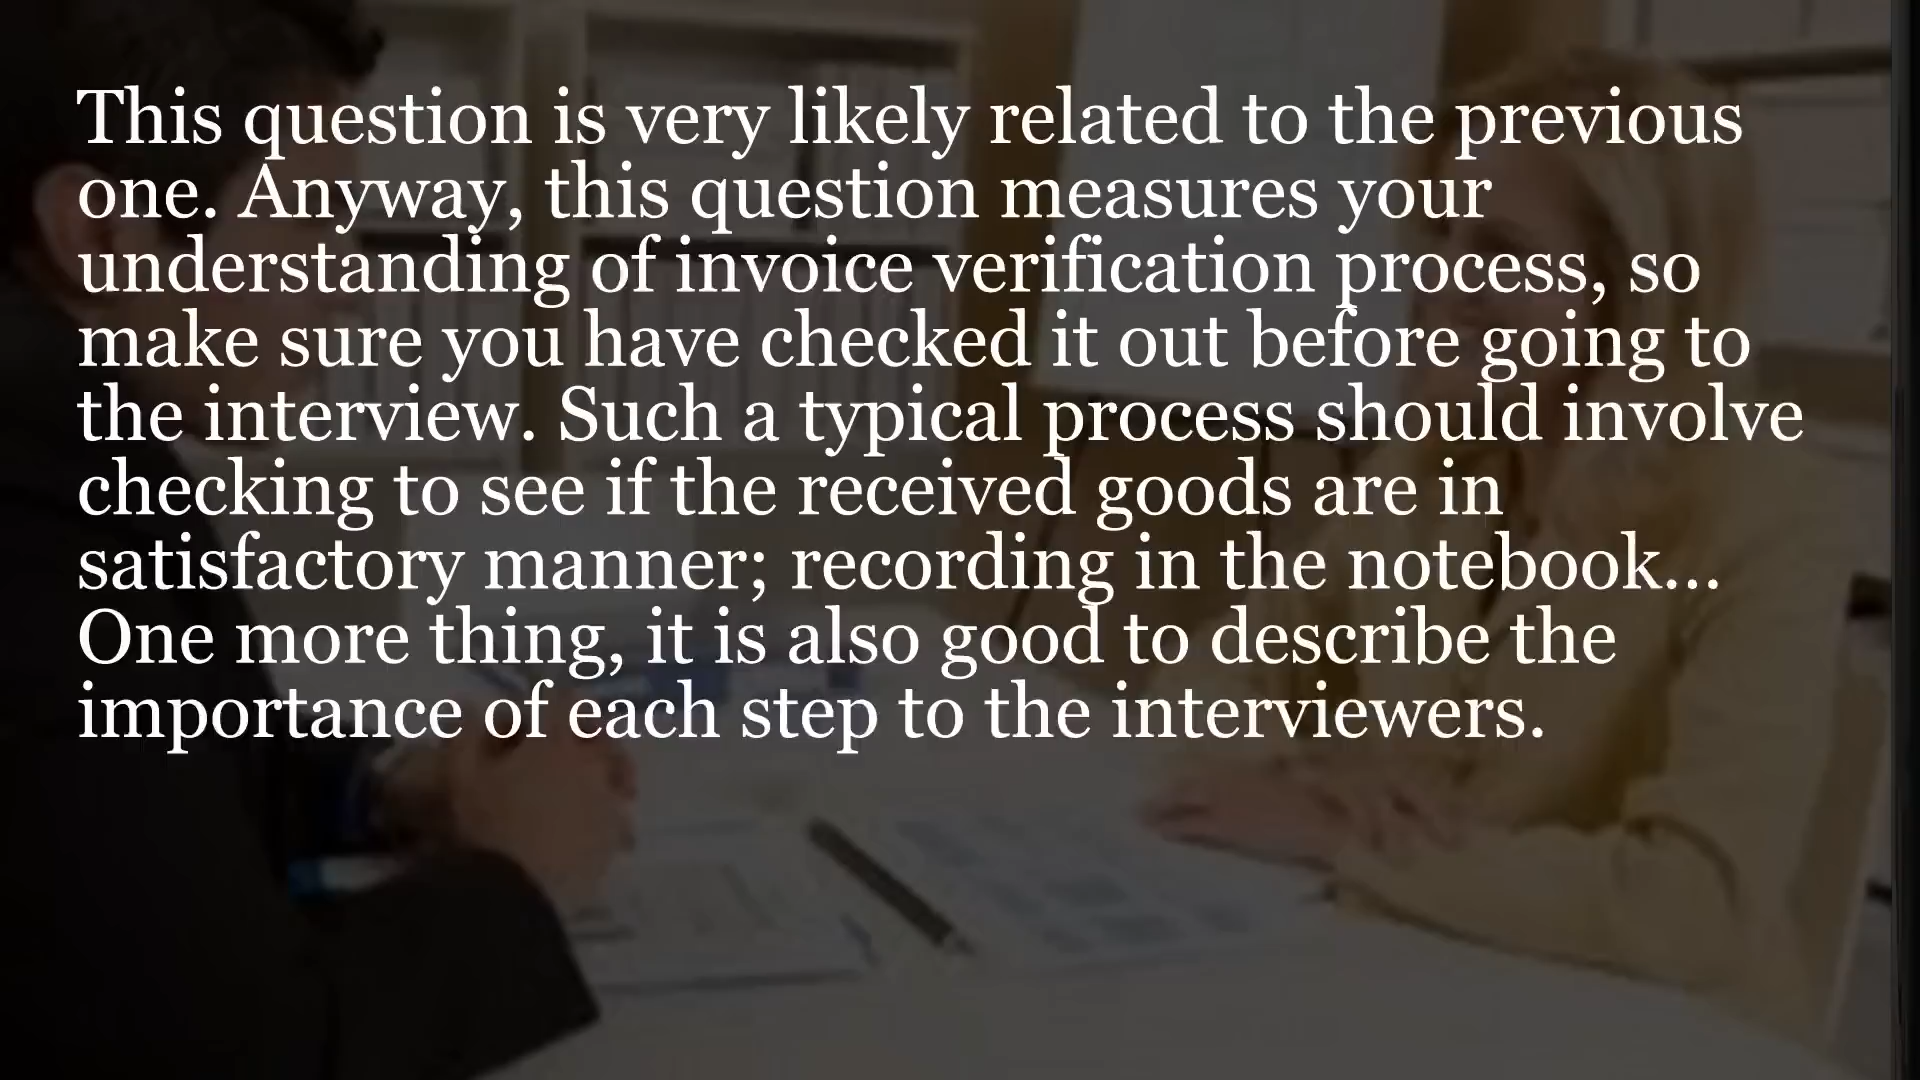 This question is very likely related to the previous
one. Anyway, this question measures your
understanding of invoice verification process, so
make sure you have checked it out before going to
the interview. Such a typical process should involve
checking to see if the received goods are in
satisfactory manner; recording in the notebook...
One more thing, it is also good to describe the
importance of each step to the interviewers.